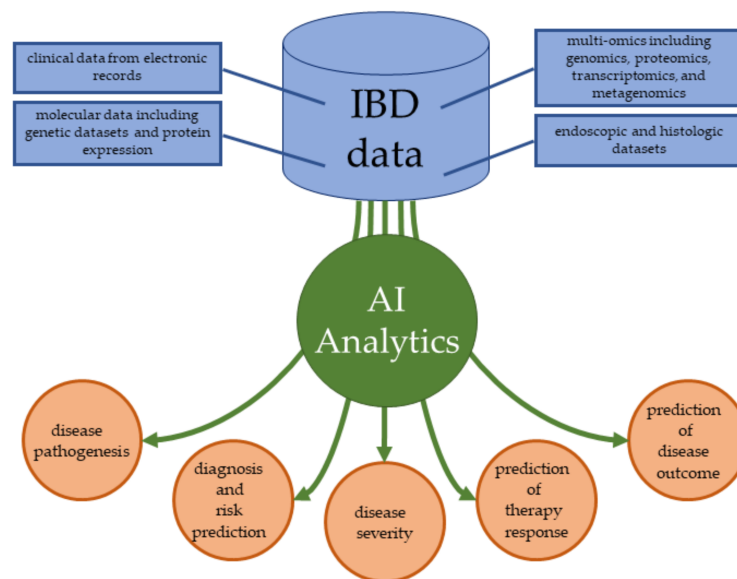 clinical data from electronic
records
molecular data including
genetic datasets and protein
expression
IBD
data
multi-omics including
genomics, proteomics,
transcriptomics, and
metagenomics
endoscopic and histologic
datasets
AI
Analytics
disease
pathogenesis
diagnosis
and
risk
prediction
disease
severity
prediction
of
therapy
response
prediction
of
disease
outcome